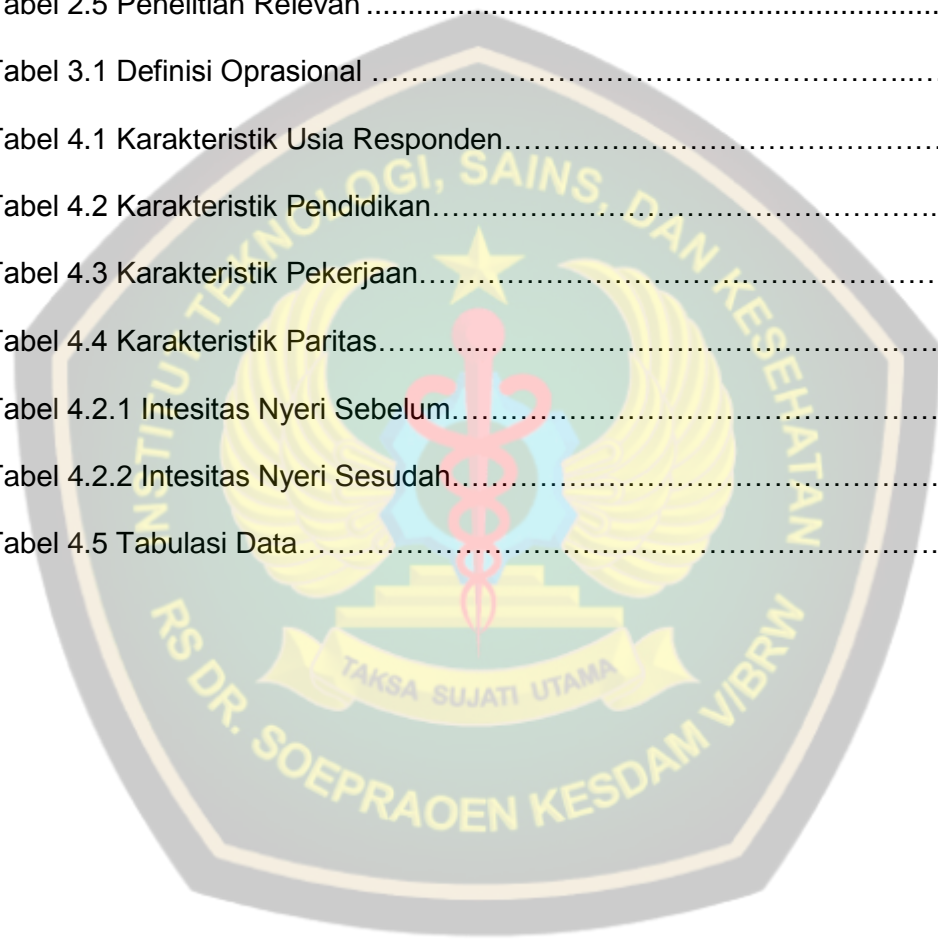 Tabel 2.5 Penelitian Relevan ........................................................................
Tabel 3.1 Definisi Oprasional ……………………………………………………
Tabel 4.1 Karakteristik Usia Responden……………………………………
Tabel 4.2 Karakteristik Pendidikan……………………………………………
Tabel 4.3 Karakteristik Pekerjaan……………………………………………
Tabel 4.4 Karakteristik Paritas…………………………………………………
Tabel 4.2.1 Intesitas Nyeri Sebelum…………………………………………
Tabel 4.2.2 Intesitas Nyeri Sesudah…………………………………………
Tabel 4.5 Tabulasi Data…………………………………………………………
INSTITUT TEKNOLOGI, SAINS, DAN KESEHATAN
TAKSA SUJATI UTAMA
RS DR. SOEPRAOEN KESDAM V/BRW